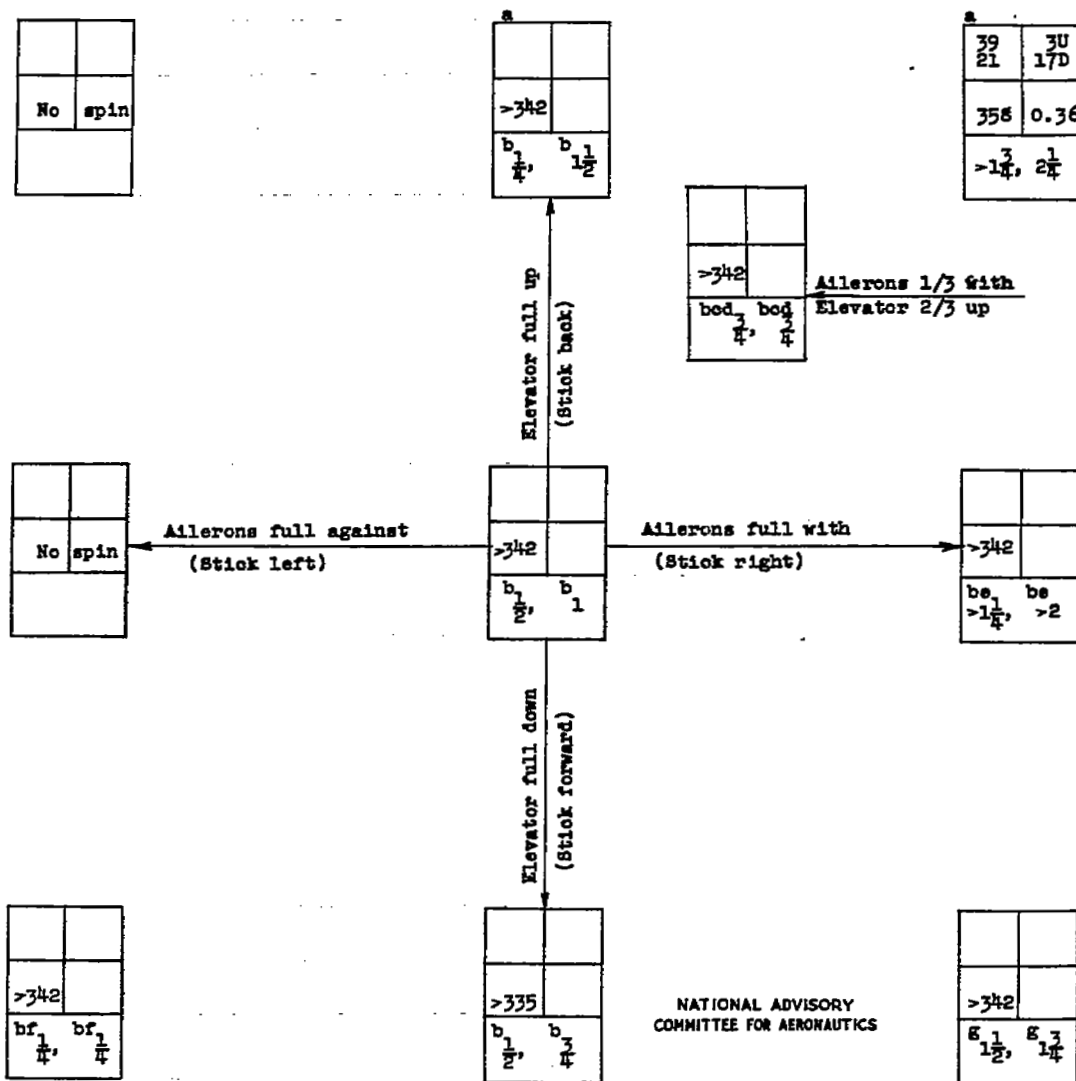 a
a
39 3U
21 17D
No spin
>342
358 0.36
b 1/4, b 1 1/2
>1 3/4, 2 1/4
>342
Ailerons 1/3 with
Elevator 2/3 up
bcd 3/4, bcd 3/4
Elevator full up
(Stick back)
Ailerons full against
(Stick left)
No spin
>342
Ailerons full with
(Stick right)
>342
b 1/2, b 1
be >1 1/4, be >2
Elevator full down
(Stick forward)
>342
>335
NATIONAL ADVISORY
COMMITTEE FOR AERONAUTICS
>342
bf 1/4, bf 1/4
b 1/2, b 3/4
g 1 1/2, g 1 3/4